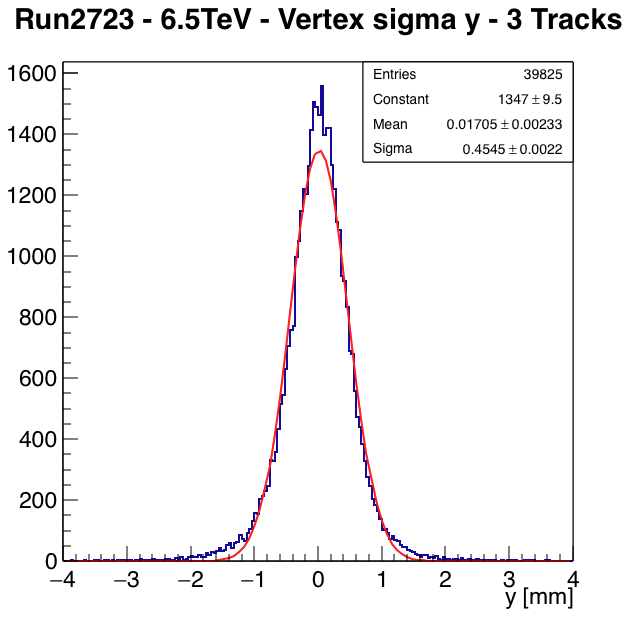 Run2723 - 6.5TeV - Vertex sigma y - 3 Tracks
Entries 39825
Constant 1347 ± 9.5
Mean 0.01705 ± 0.00233
Sigma 0.4545 ± 0.0022
1600
1400
1200
1000
800
600
400
200
0
−4 −3 −2 −1 0 1 2 3 4
y [mm]